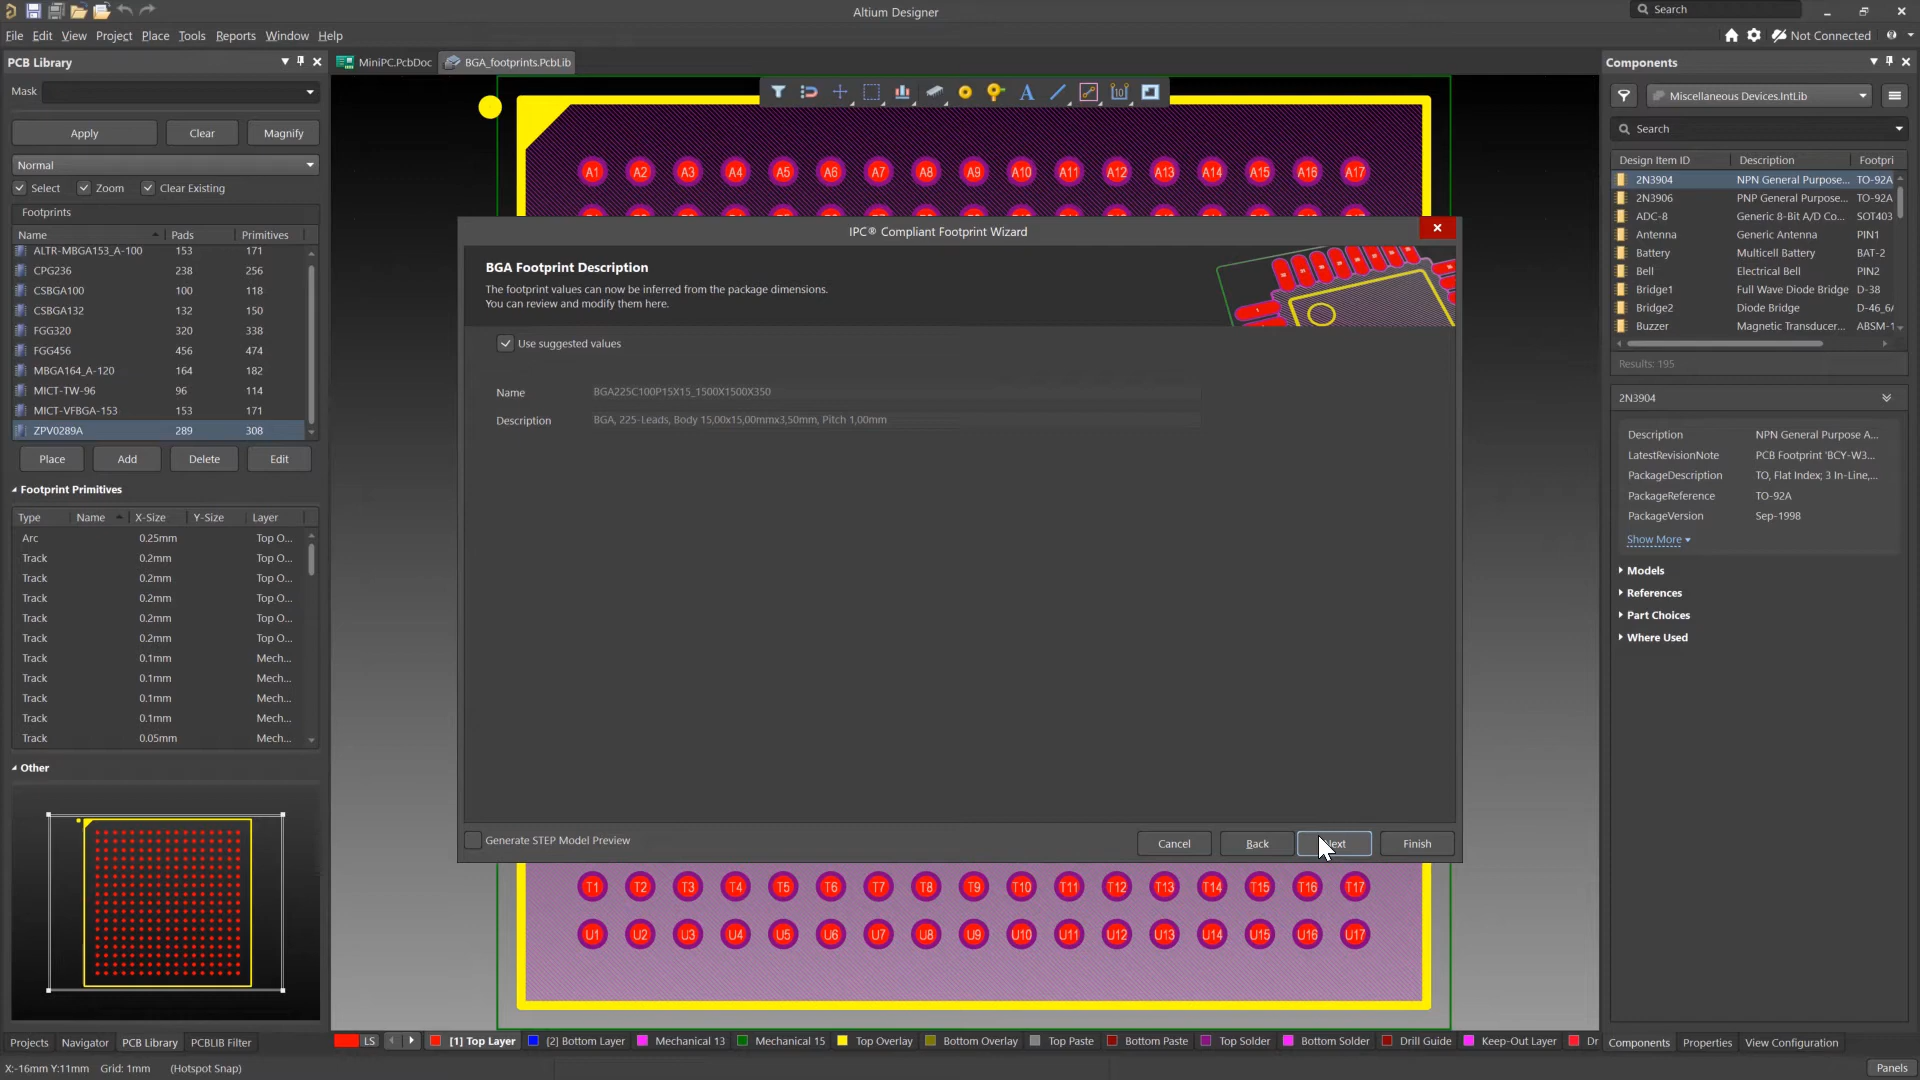 Altium Designer
Search
File Edit View Project Place Tools Reports Window Help
Not Connected
PCB Library
MiniPC.PcbDoc
BGA_footprints.PcbLib
Components
Mask
Miscellaneous Devices.IntLib
Apply
Clear
Magnify
Search
Normal
Select
Zoom
Clear Existing
Footprints
Name Pads Primitives
ALTR-MBGA153_A-100 153 171
CPG236 238 256
CSBGA100 100 118
CSBGA132 132 150
FGG320 320 338
FGG456 456 474
MBGA164_A-120 164 182
MICT-TW-96 96 114
MICT-VFBGA-153 153 171
ZPV0289A 289 308
Place
Add
Delete
Edit
Footprint Primitives
Type Name X-Size Y-Size Layer
Arc 0.25mm Top O...
Track 0.2mm Top O...
Track 0.2mm Top O...
Track 0.2mm Top O...
Track 0.2mm Top O...
Track 0.2mm Top O...
Track 0.1mm Mech...
Track 0.1mm Mech...
Track 0.1mm Mech...
Track 0.1mm Mech...
Track 0.05mm Mech...
Other
A1 A2 A3 A4 A5 A6 A7 A8 A9 A10 A11 A12 A13 A14 A15 A16 A17
IPC® Compliant Footprint Wizard
BGA Footprint Description
The footprint values can now be inferred from the package dimensions.
You can review and modify them here.
Use suggested values
Name BGA225C100P15X15_1500X1500X350
Description BGA, 225-Leads, Body 15,00x15,00mmx3,50mm, Pitch 1,00mm
Generate STEP Model Preview
Cancel
Back
Finish
T1 T2 T3 T4 T5 T6 T7 T8 T9 T10 T11 T12 T13 T14 T15 T16 T17
U1 U2 U3 U4 U5 U6 U7 U8 U9 U10 U11 U12 U13 U14 U15 U16 U17
Design Item ID Description Footpri
2N3904 NPN General Purpose... TO-92A
2N3906 PNP General Purpose... TO-92A
ADC-8 Generic 8-Bit A/D Co... SOT403
Antenna Generic Antenna PIN1
Battery Multicell Battery BAT-2
Bell Electrical Bell PIN2
Bridge1 Full Wave Diode Bridge D-38
Bridge2 Diode Bridge D-46_6/
Buzzer Magnetic Transducer... ABSM-1
Results: 195
2N3904
Description NPN General Purpose A...
LatestRevisionNote PCB Footprint 'BCY-W3...
PackageDescription TO, Flat Index; 3 In-Line,...
PackageReference TO-92A
PackageVersion Sep-1998
Show More
Models
References
Part Choices
Where Used
Projects Navigator PCB Library PCBLIB Filter
LS [1] Top Layer [2] Bottom Layer Mechanical 13 Mechanical 15 Top Overlay Bottom Overlay Top Paste Bottom Paste Top Solder Bottom Solder Drill Guide Keep-Out Layer Dr
Components Properties View Configuration
X:-16mm Y:11mm Grid: 1mm (Hotspot Snap)
Panels